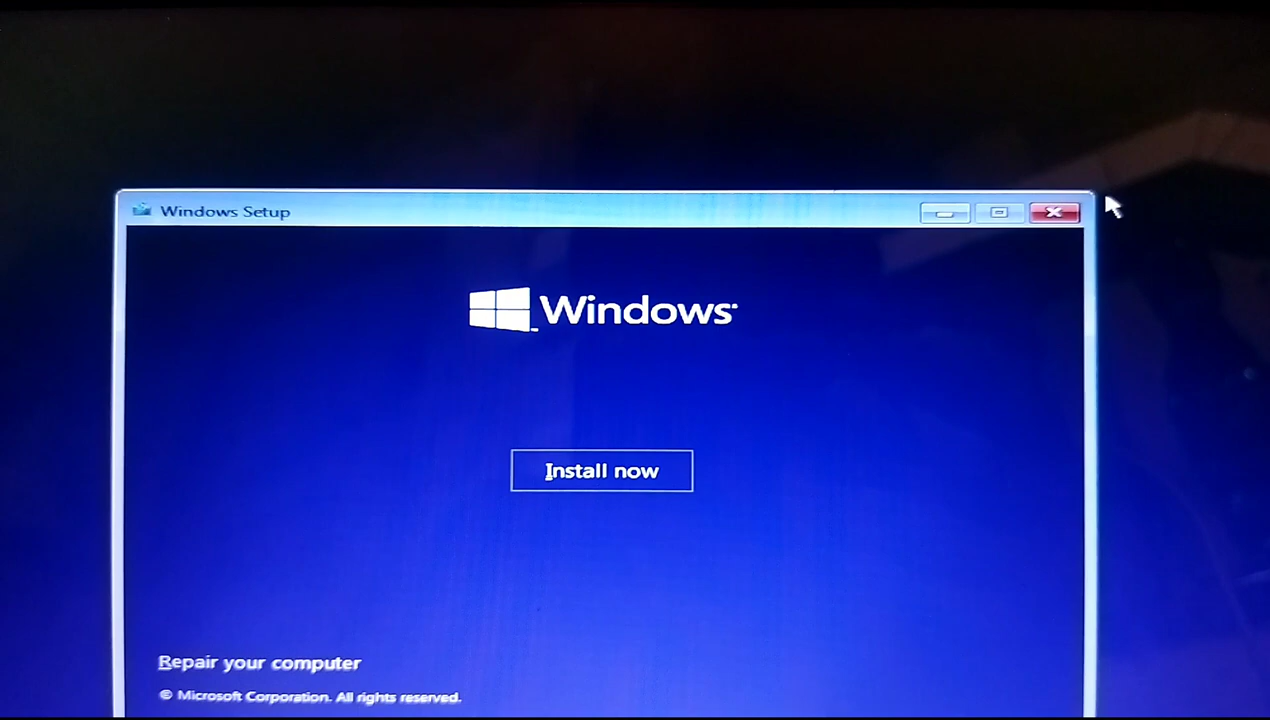 Windows Setup
Windows
Install now
Repair your computer
© Microsoft Corporation. All rights reserved.